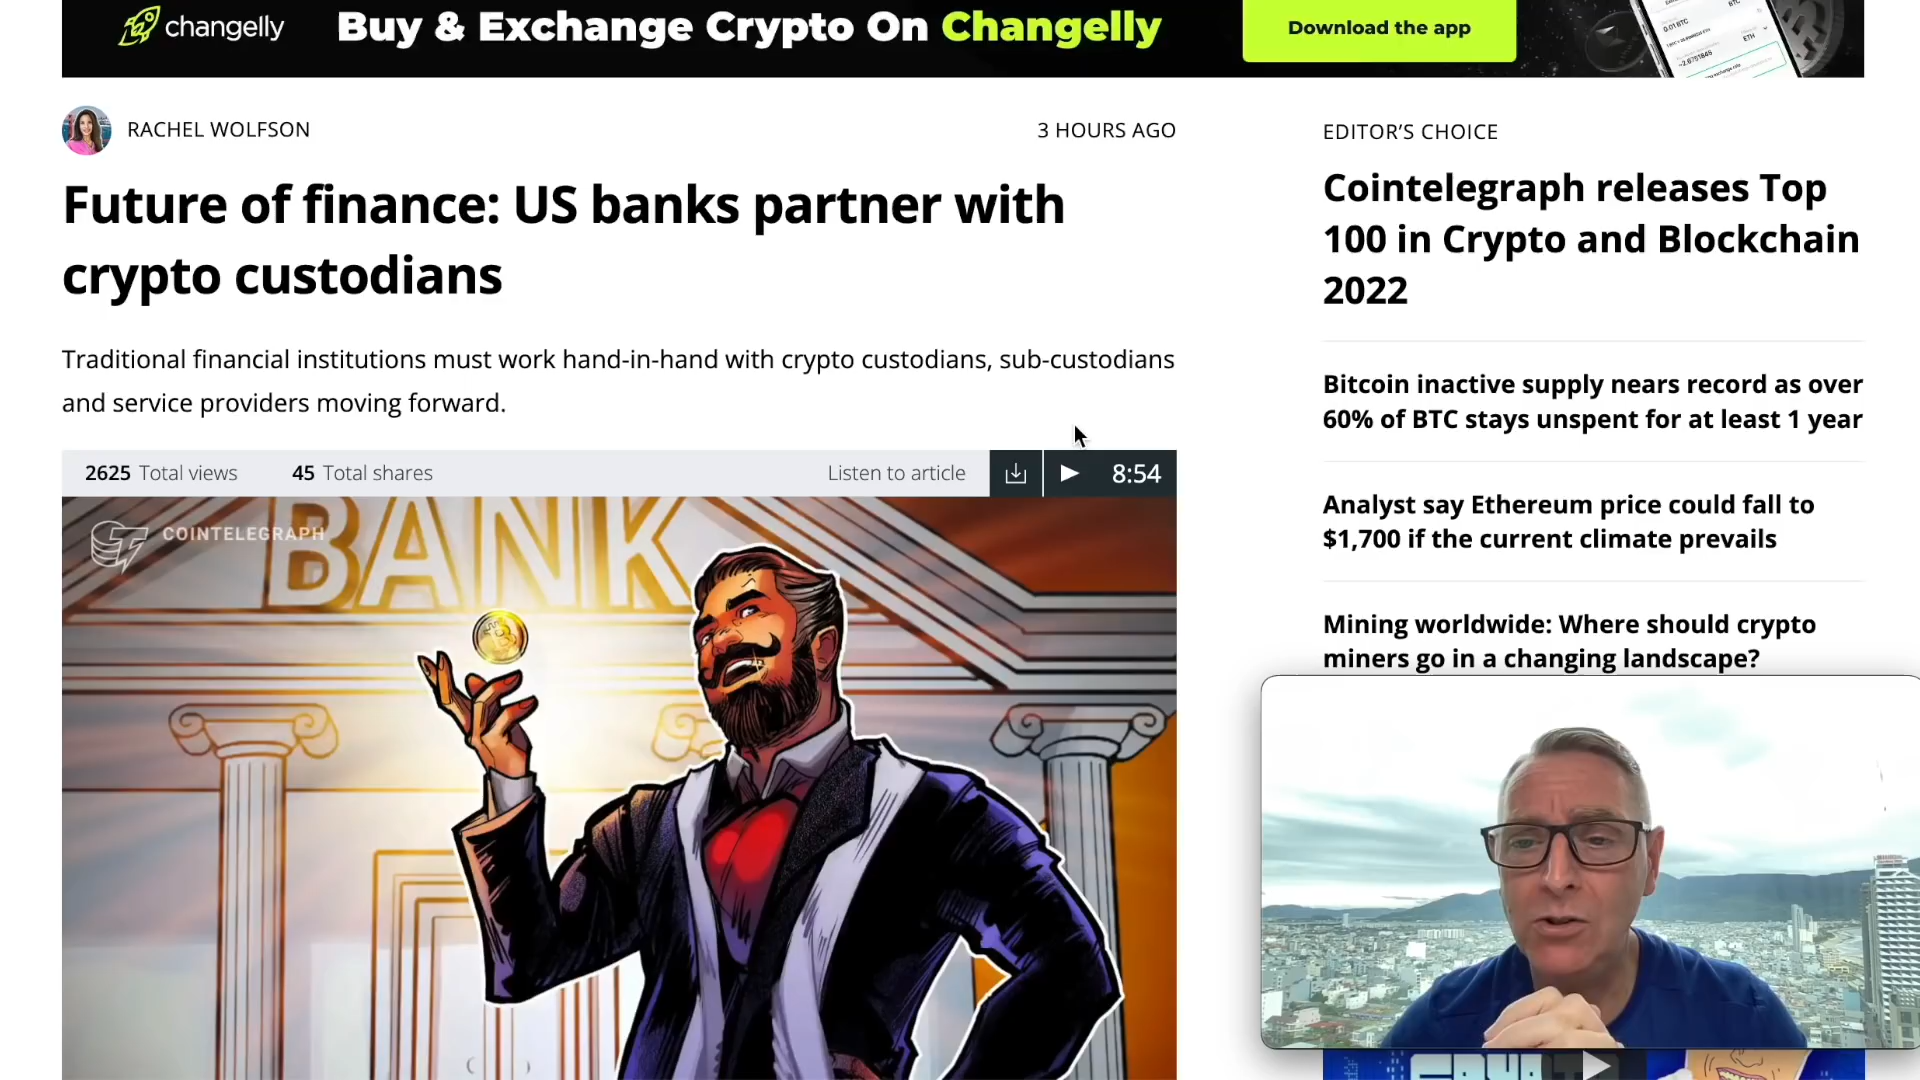 changelly
Buy & Exchange Crypto On Changelly
Download the app
RACHEL WOLFSON
3 HOURS AGO
Future of finance: US banks partner with
crypto custodians
Traditional financial institutions must work hand-in-hand with crypto custodians, sub-custodians
and service providers moving forward.
2625 Total views
45 Total shares
Listen to article
8:54
COINTELEGRAPH
BANK
EDITOR’S CHOICE
Cointelegraph releases Top
100 in Crypto and Blockchain
2022
Bitcoin inactive supply nears record as over
60% of BTC stays unspent for at least 1 year
Analyst say Ethereum price could fall to
$1,700 if the current climate prevails
Mining worldwide: Where should crypto
miners go in a changing landscape?